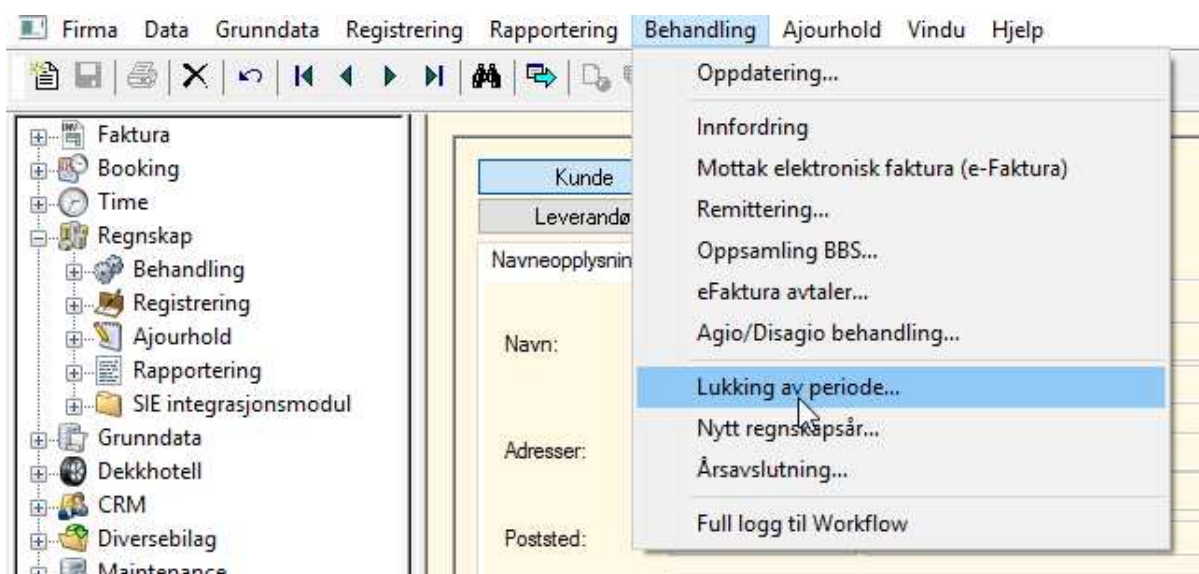 Firma Data Grunndata Registrering Rapportering Behandling Ajourhold Vindu Hjelp
Faktura
Booking
Time
Regnskap
Behandling
Registrering
Ajourhold
Rapportering
SIE integrasjonsmodul
Grunndata
Dekkhotell
CRM
Diversebilag
Maintenance
Kunde
Leverandø
Navneopplysnin
Navn:
Adresser:
Poststed:
Oppdatering...
Innfordring
Mottak elektronisk faktura (e-Faktura)
Remittering...
Oppsamling BBS...
eFaktura avtaler...
Agio/Disagio behandling...
Lukking av periode...
Nytt regnskapsår...
Årsavslutning...
Full logg til Workflow